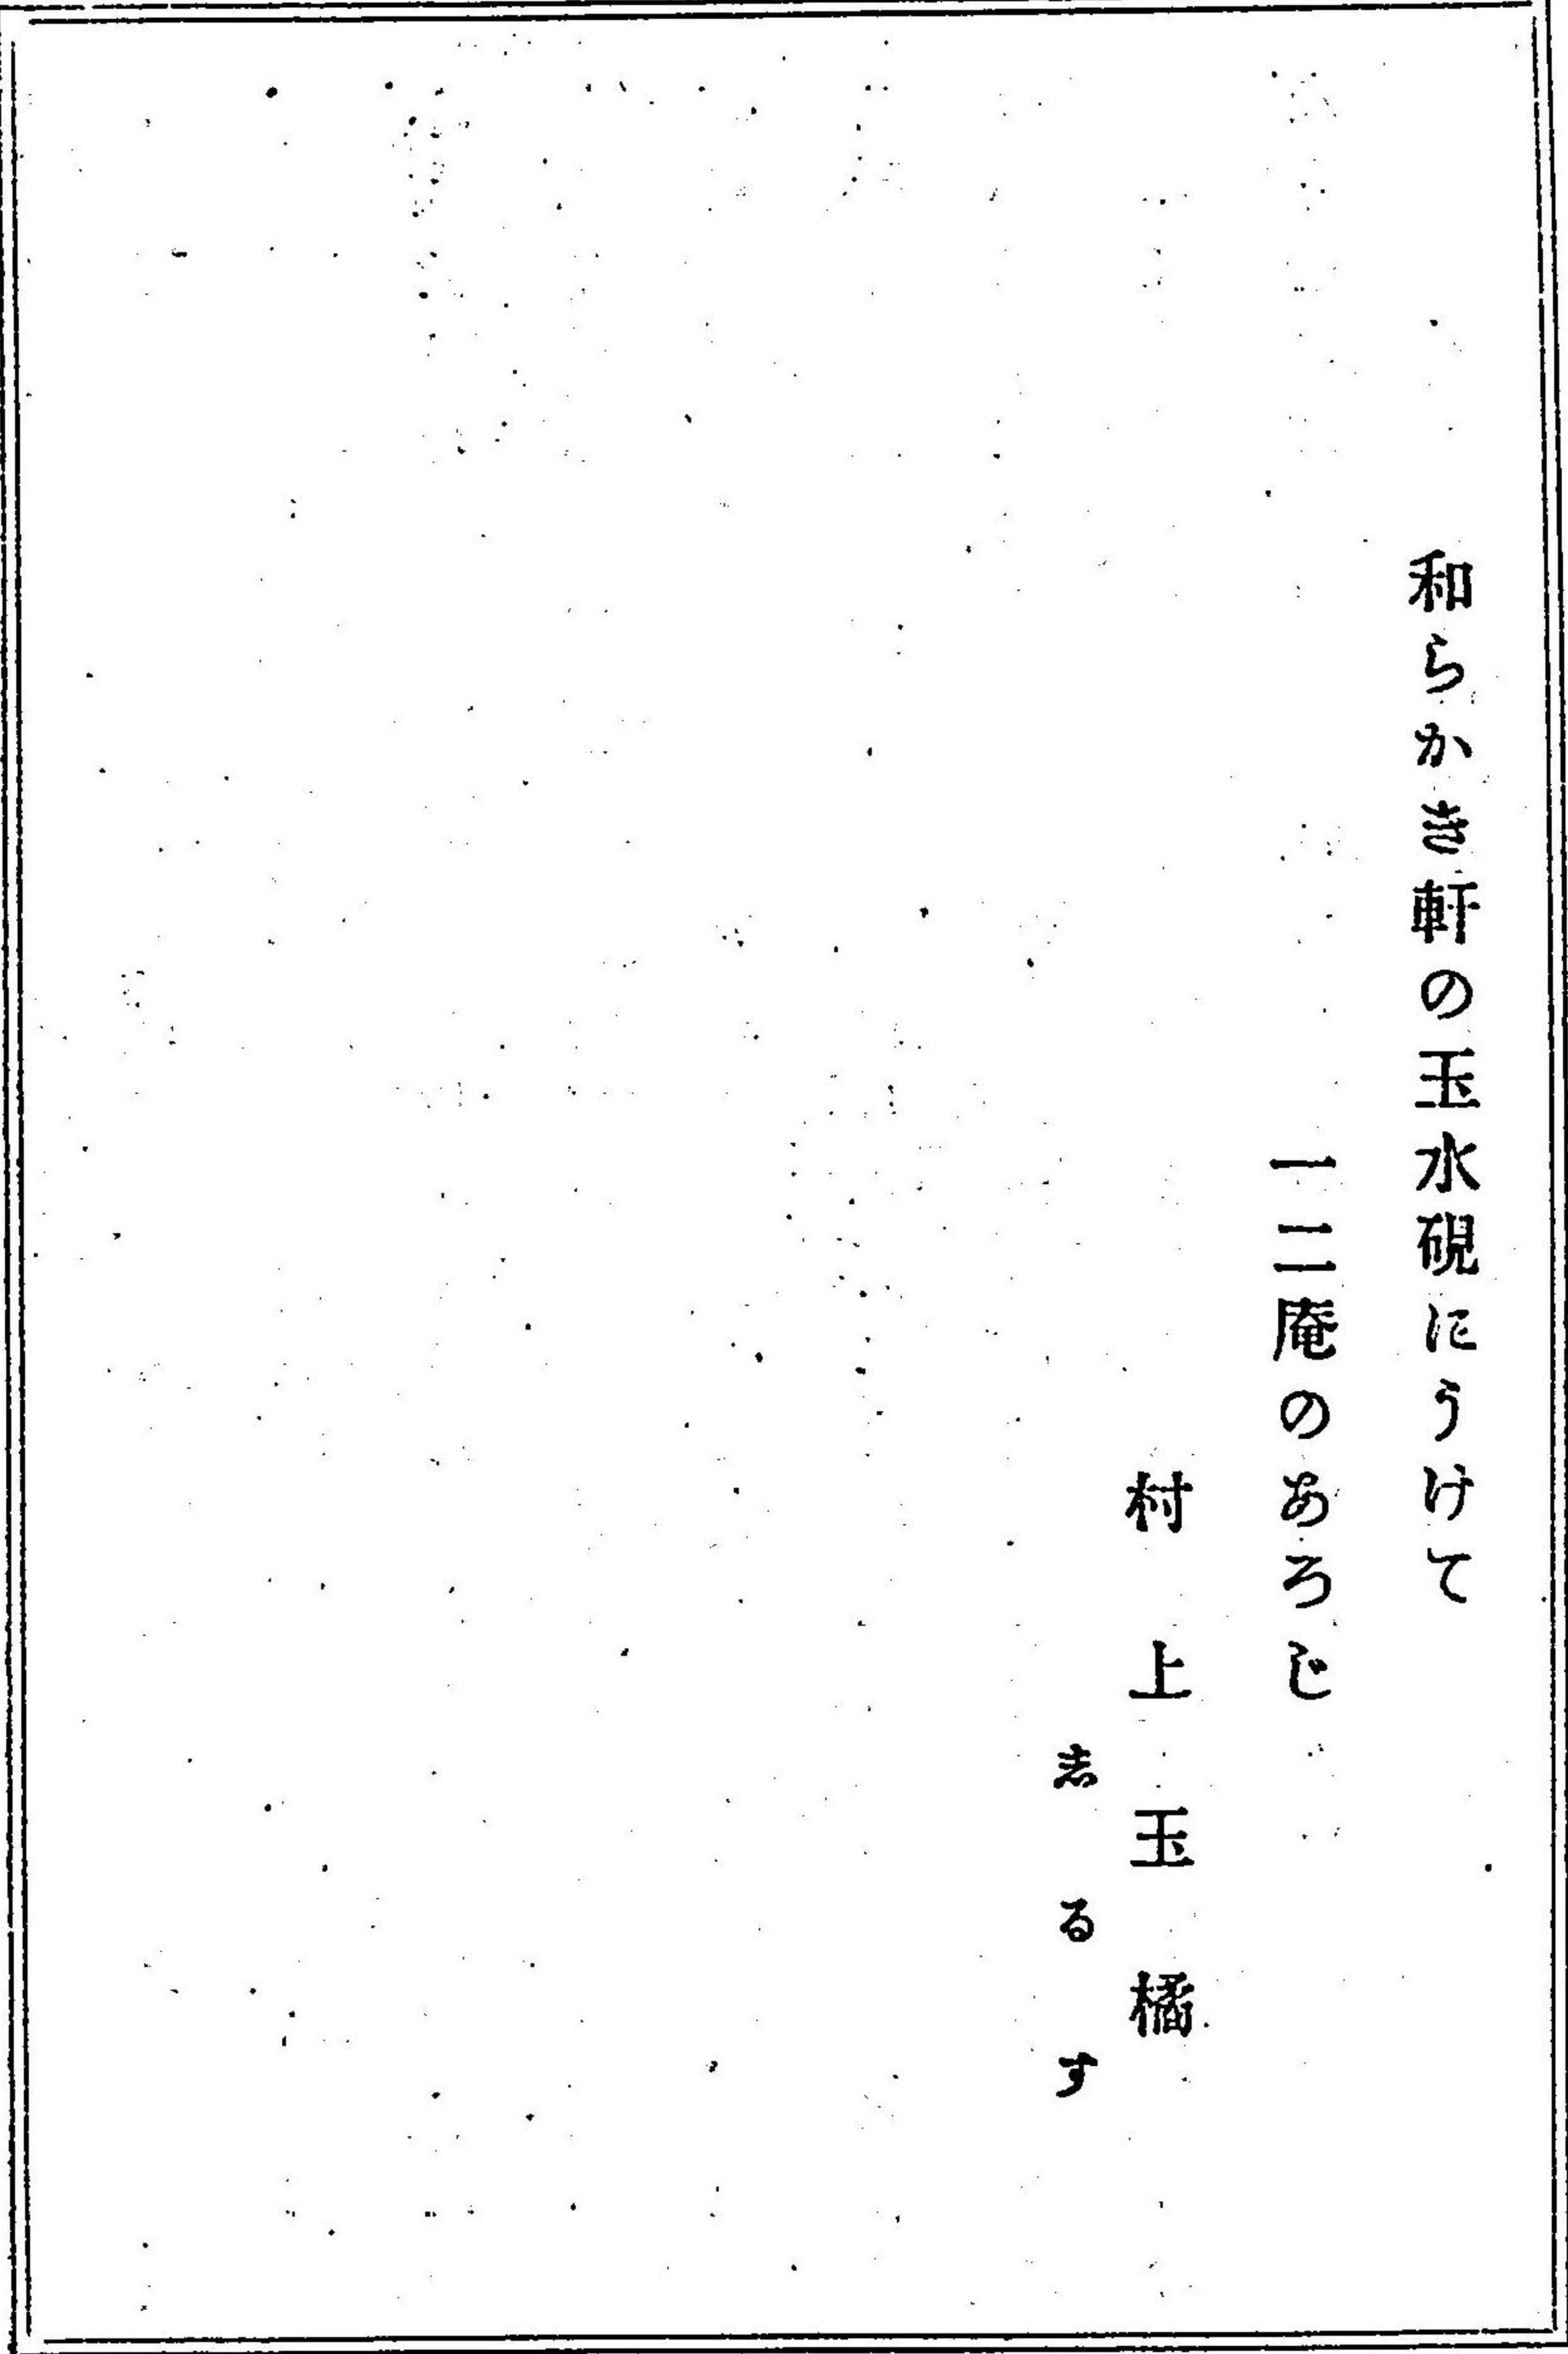 和らかき軒の玉水硯にうけて
一二庵のあろじ
村上玉橘
志るす